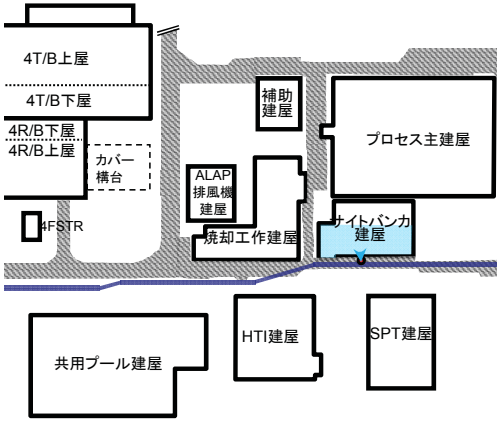 4T/B上屋
4T/B下屋
4R/B下屋
4R/B上屋
カバー
構台
4FSTR
補助
建屋
プロセス主建屋
ALAP
排風機
建屋
焼却工作建屋
サイトバンカ
建屋
共用プール建屋
HTI建屋
SPT建屋